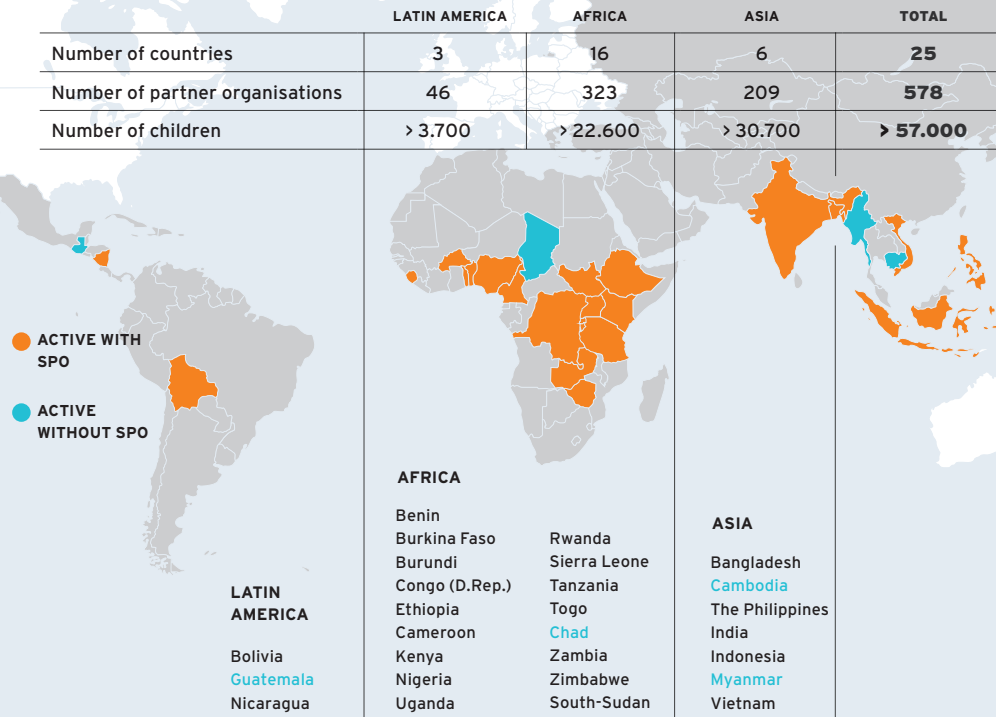 LATIN AMERICA AFRICA ASIA TOTAL
Number of countries 3 16 6 25
Number of partner organisations 46 323 209 578
Number of children > 3.700 > 22.600 > 30.700 > 57.000
ACTIVE WITH
SPO
ACTIVE
WITHOUT SPO
LATIN
AMERICA
Bolivia
Guatemala
Nicaragua
AFRICA
Benin
Burkina Faso
Burundi
Congo (D.Rep.)
Ethiopia
Cameroon
Kenya
Nigeria
Uganda
Rwanda
Sierra Leone
Tanzania
Togo
Chad
Zambia
Zimbabwe
South-Sudan
ASIA
Bangladesh
Cambodia
The Philippines
India
Indonesia
Myanmar
Vietnam